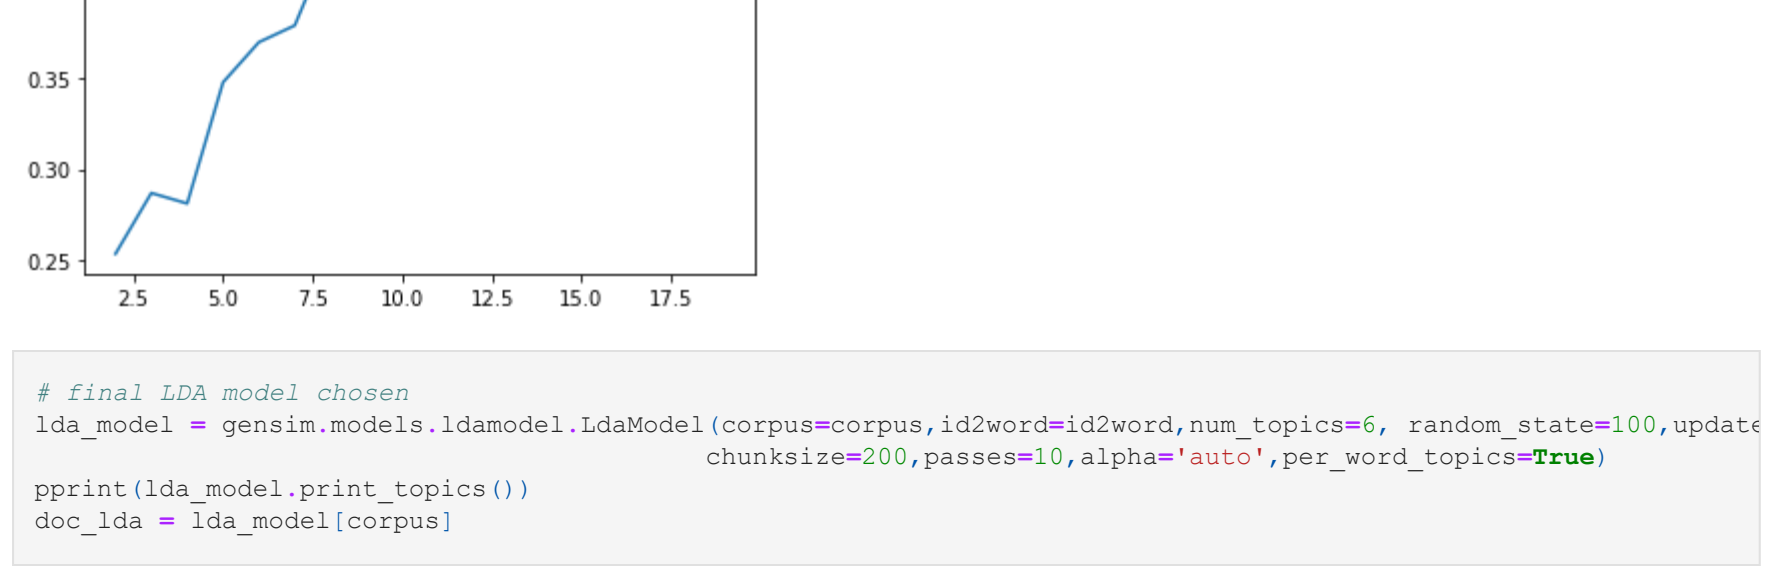 0.35
0.30
0.25
2.5 5.0 7.5 10.0 12.5 15.0 17.5
# final LDA model chosen
lda_model = gensim.models.ldamodel.LdaModel(corpus=corpus,id2word=id2word,num_topics=6, random_state=100,update
chunksize=200,passes=10,alpha='auto',per_word_topics=True)
pprint(lda_model.print_topics())
doc_lda = lda_model[corpus]